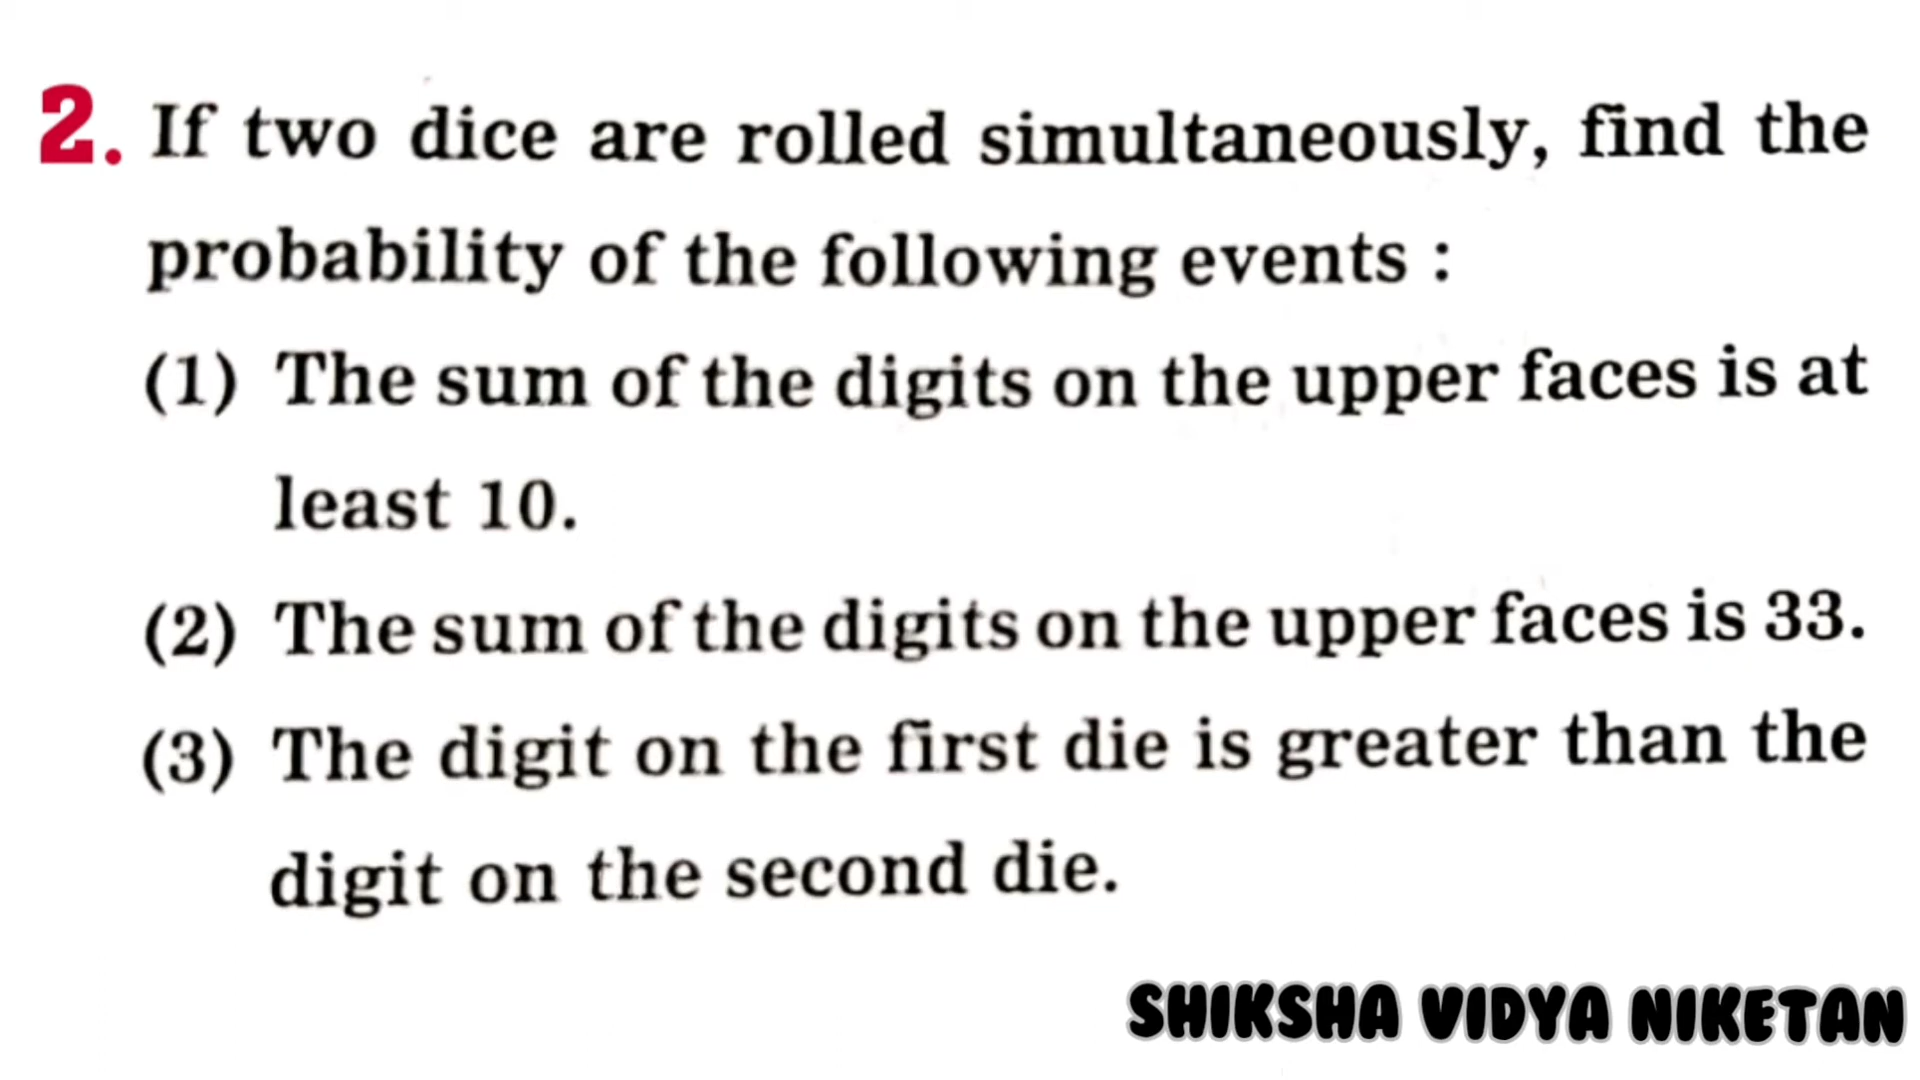 2. If two dice are rolled simultaneously, find the
probability of the following events :
(1) The sum of the digits on the upper faces is at
least 10.
(2) The sum of the digits on the upper faces is 33.
(3) The digit on the first die is greater than the
digit on the second die.
SHIKSHA VIDYA NIKETAN